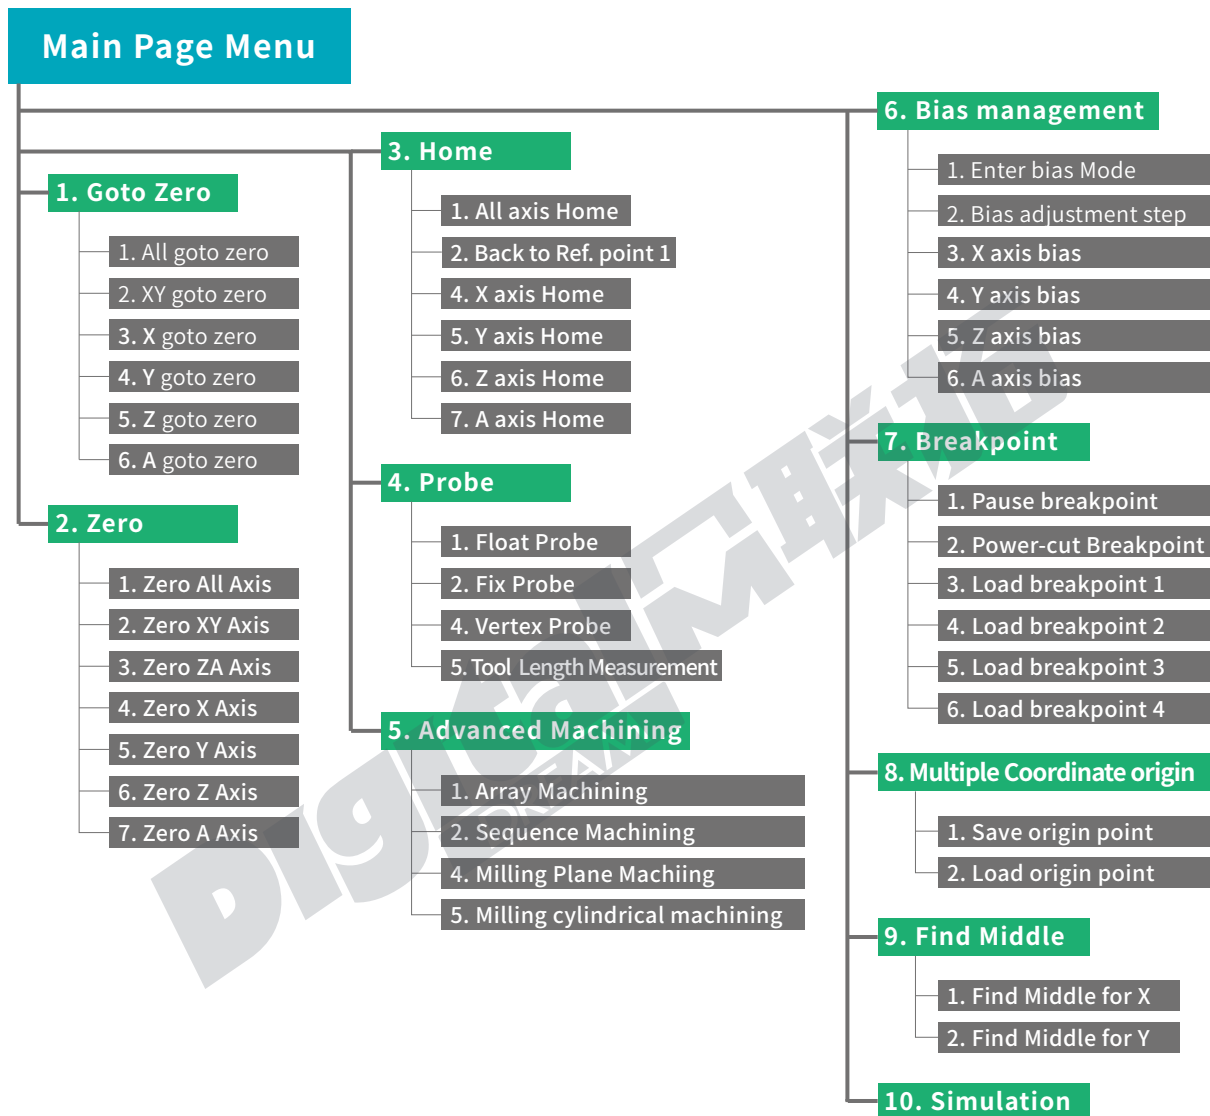 Main Page Menu
1. Goto Zero
1. All goto zero
2. XY goto zero
3. X goto zero
4. Y goto zero
5. Z goto zero
6. A goto zero
2. Zero
1. Zero All Axis
2. Zero XY Axis
3. Zero ZA Axis
4. Zero X Axis
5. Zero Y Axis
6. Zero Z Axis
7. Zero A Axis
3. Home
1. All axis Home
2. Back to Ref. point 1
4. X axis Home
5. Y axis Home
6. Z axis Home
7. A axis Home
4. Probe
1. Float Probe
2. Fix Probe
4. Vertex Probe
5. Tool Length Measurement
5. Advanced Machining
1. Array Machining
2. Sequence Machining
4. Milling Plane Machiing
5. Milling cylindrical machining
6. Bias management
1. Enter bias Mode
2. Bias adjustment step
3. X axis bias
4. Y axis bias
5. Z axis bias
6. A axis bias
7. Breakpoint
1. Pause breakpoint
2. Power-cut Breakpoint
3. Load breakpoint 1
4. Load breakpoint 2
5. Load breakpoint 3
6. Load breakpoint 4
8. Multiple Coordinate origin
1. Save origin point
2. Load origin point
9. Find Middle
1. Find Middle for X
2. Find Middle for Y
10. Simulation
Digital 联拓
DREAM